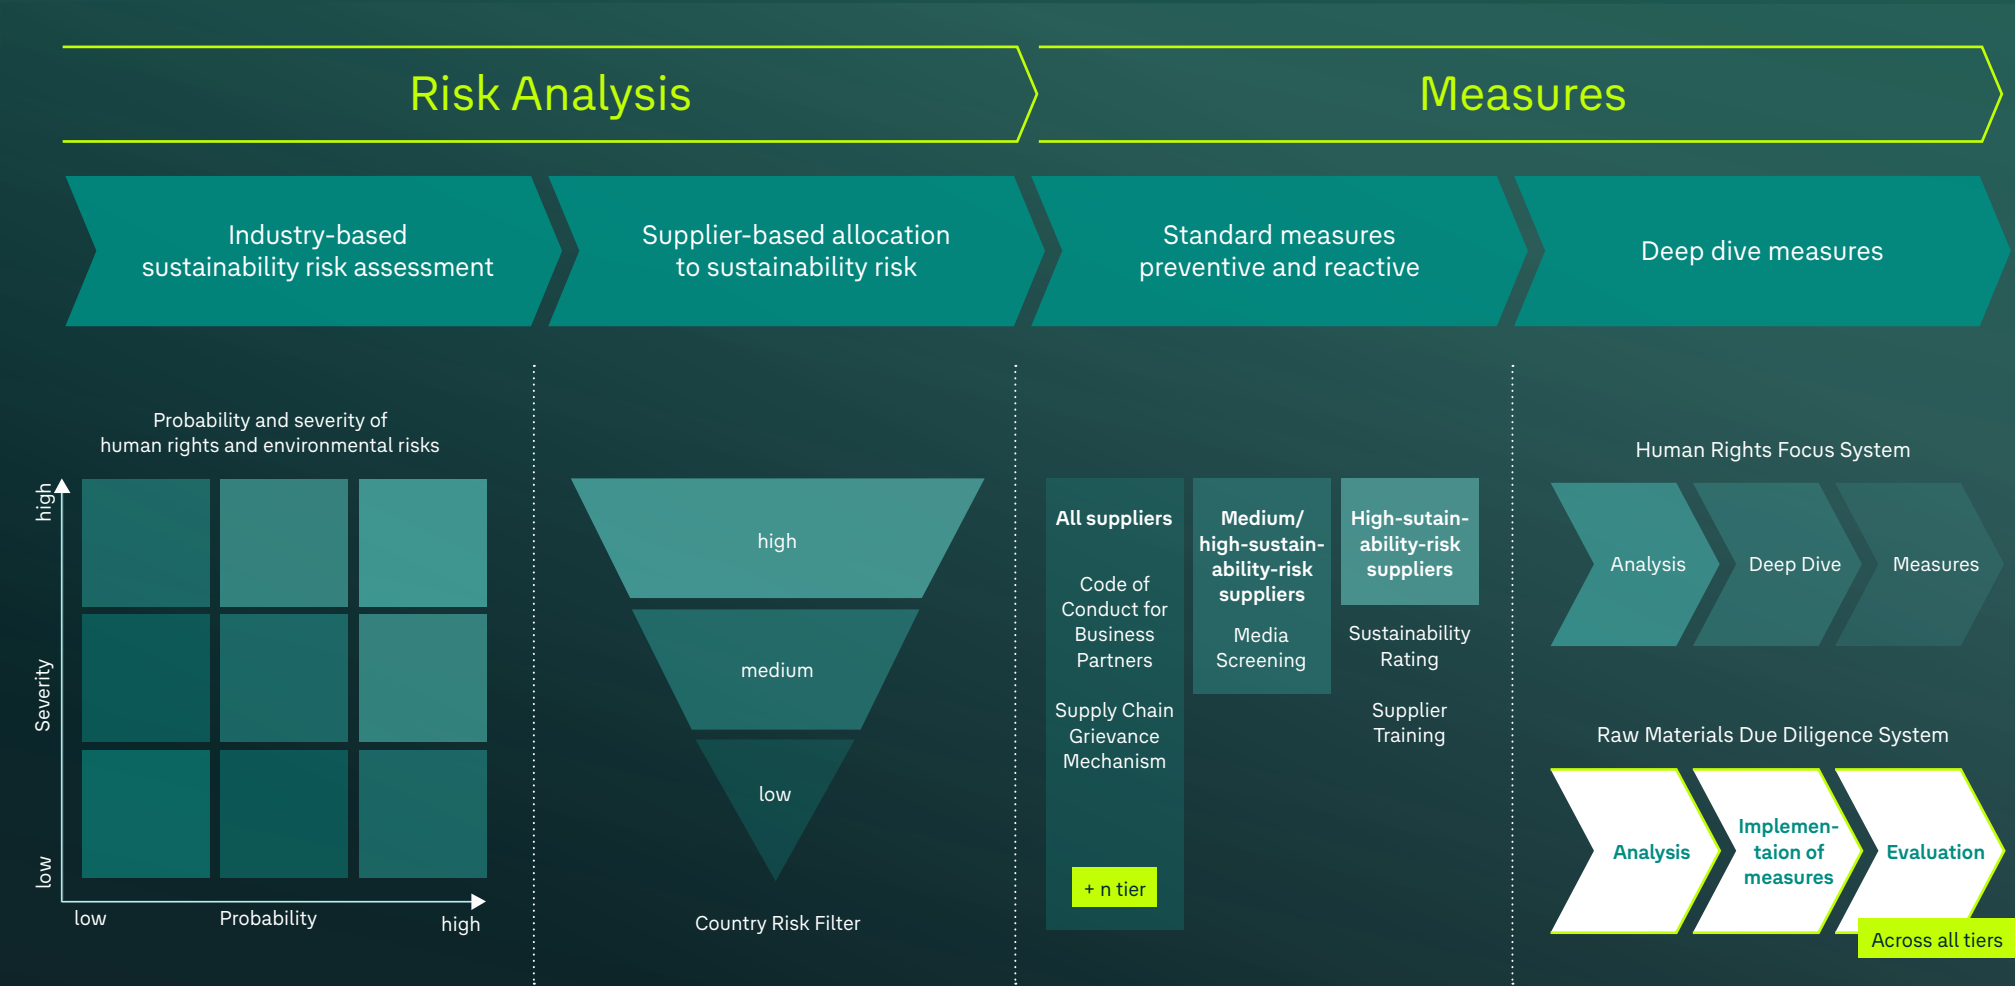 Risk Analysis
Measures
Industry-based
sustainability risk assessment
Supplier-based allocation
to sustainability risk
Standard measures
preventive and reactive
Deep dive measures
Probability and severity of
human rights and environmental risks
high
Severity
low
low
Probability
high
high
medium
low
Country Risk Filter
All suppliers
Code of
Conduct for
Business
Partners
Supply Chain
Grievance
Mechanism
+ n tier
Medium/
high-sustain-
ability-risk
suppliers
Media
Screening
High-sutain-
ability-risk
suppliers
Sustainability
Rating
Supplier
Training
Human Rights Focus System
Analysis
Deep Dive
Measures
Raw Materials Due Diligence System
Analysis
Implemen-
taion of
measures
Evaluation
Across all tiers